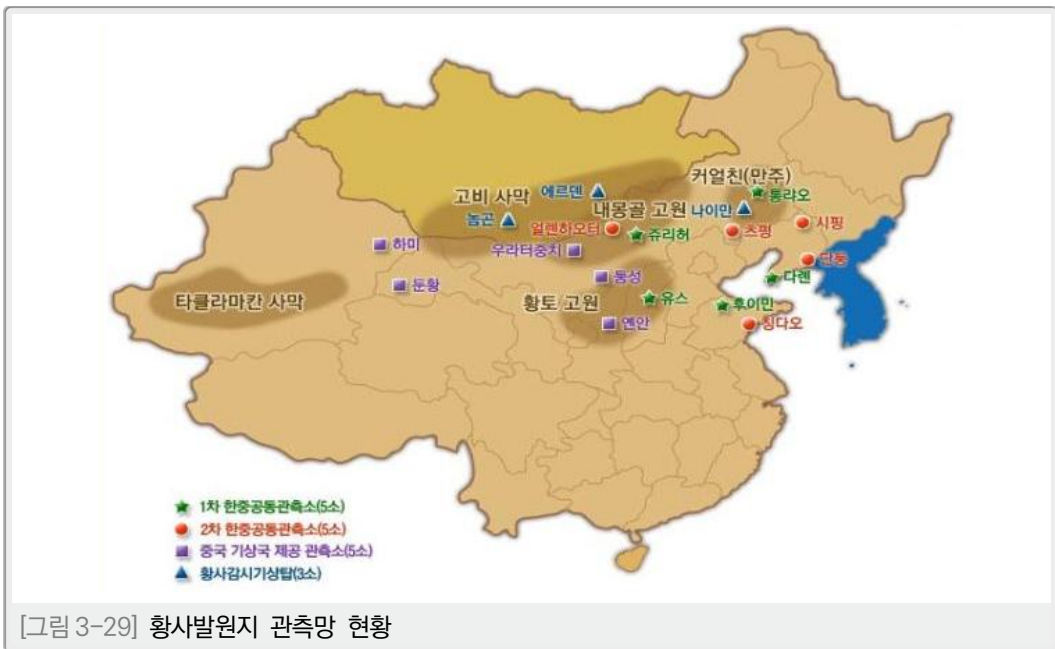 커얼친(만주)
통랴오
고비 사막
에르덴
내몽골 고원
나이만
놈곤
얼렌하오터
쥬리허
츠펑
시핑
하미
우라터중치
단둥
둔황
동성
다롄
타클라마칸 사막
황토 고원
유스
후이민
옌안
칭다오
1차 한중공동관측소(5소)
2차 한중공동관측소(5소)
중국 기상국 제공 관측소(5소)
황사감시기상탑(3소)
[그림 3-29] 황사발원지 관측망 현황